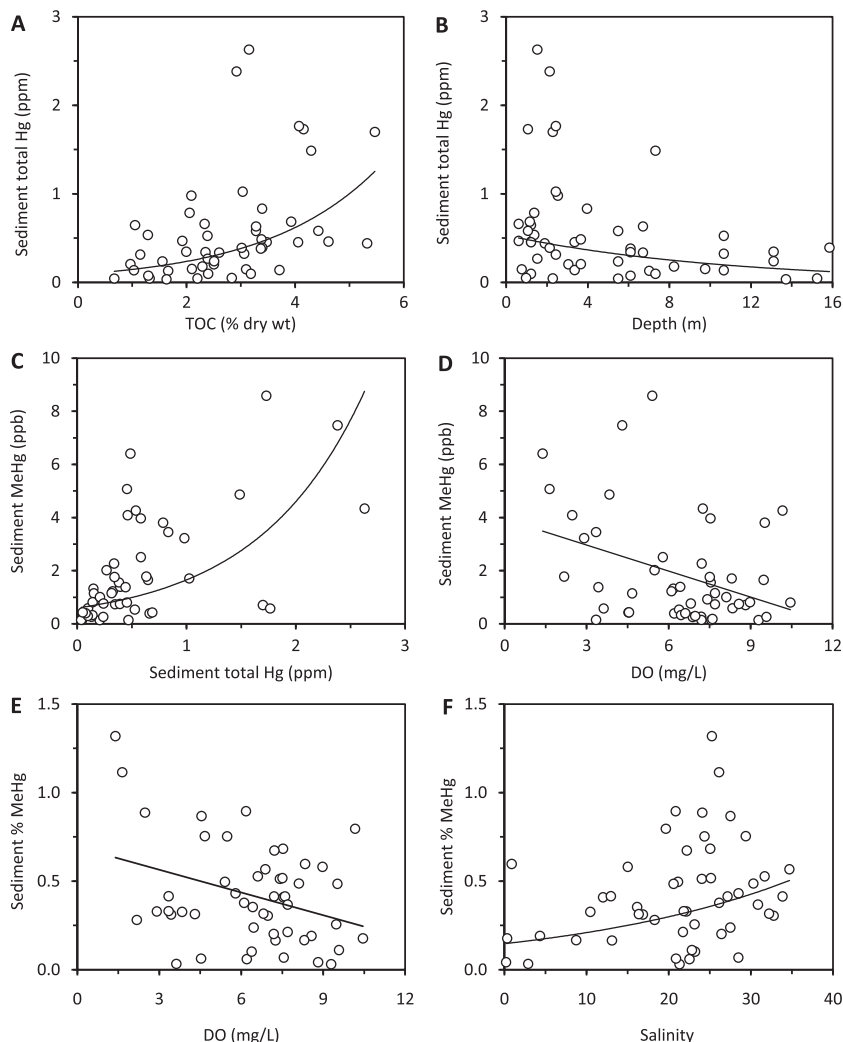 A
Sediment total Hg (ppm)
3
2
1
0
0 2 4 6
TOC (% dry wt)
B
Sediment total Hg (ppm)
3
2
1
0
0 4 8 12 16
Depth (m)
C
Sediment MeHg (ppb)
10
8
6
4
2
0
0 1 2 3
Sediment total Hg (ppm)
D
Sediment MeHg (ppb)
10
8
6
4
2
0
0 3 6 9 12
DO (mg/L)
E
Sediment % MeHg
1.5
1.0
0.5
0.0
0 3 6 9 12
DO (mg/L)
F
Sediment % MeHg
1.5
1.0
0.5
0.0
0 10 20 30 40
Salinity